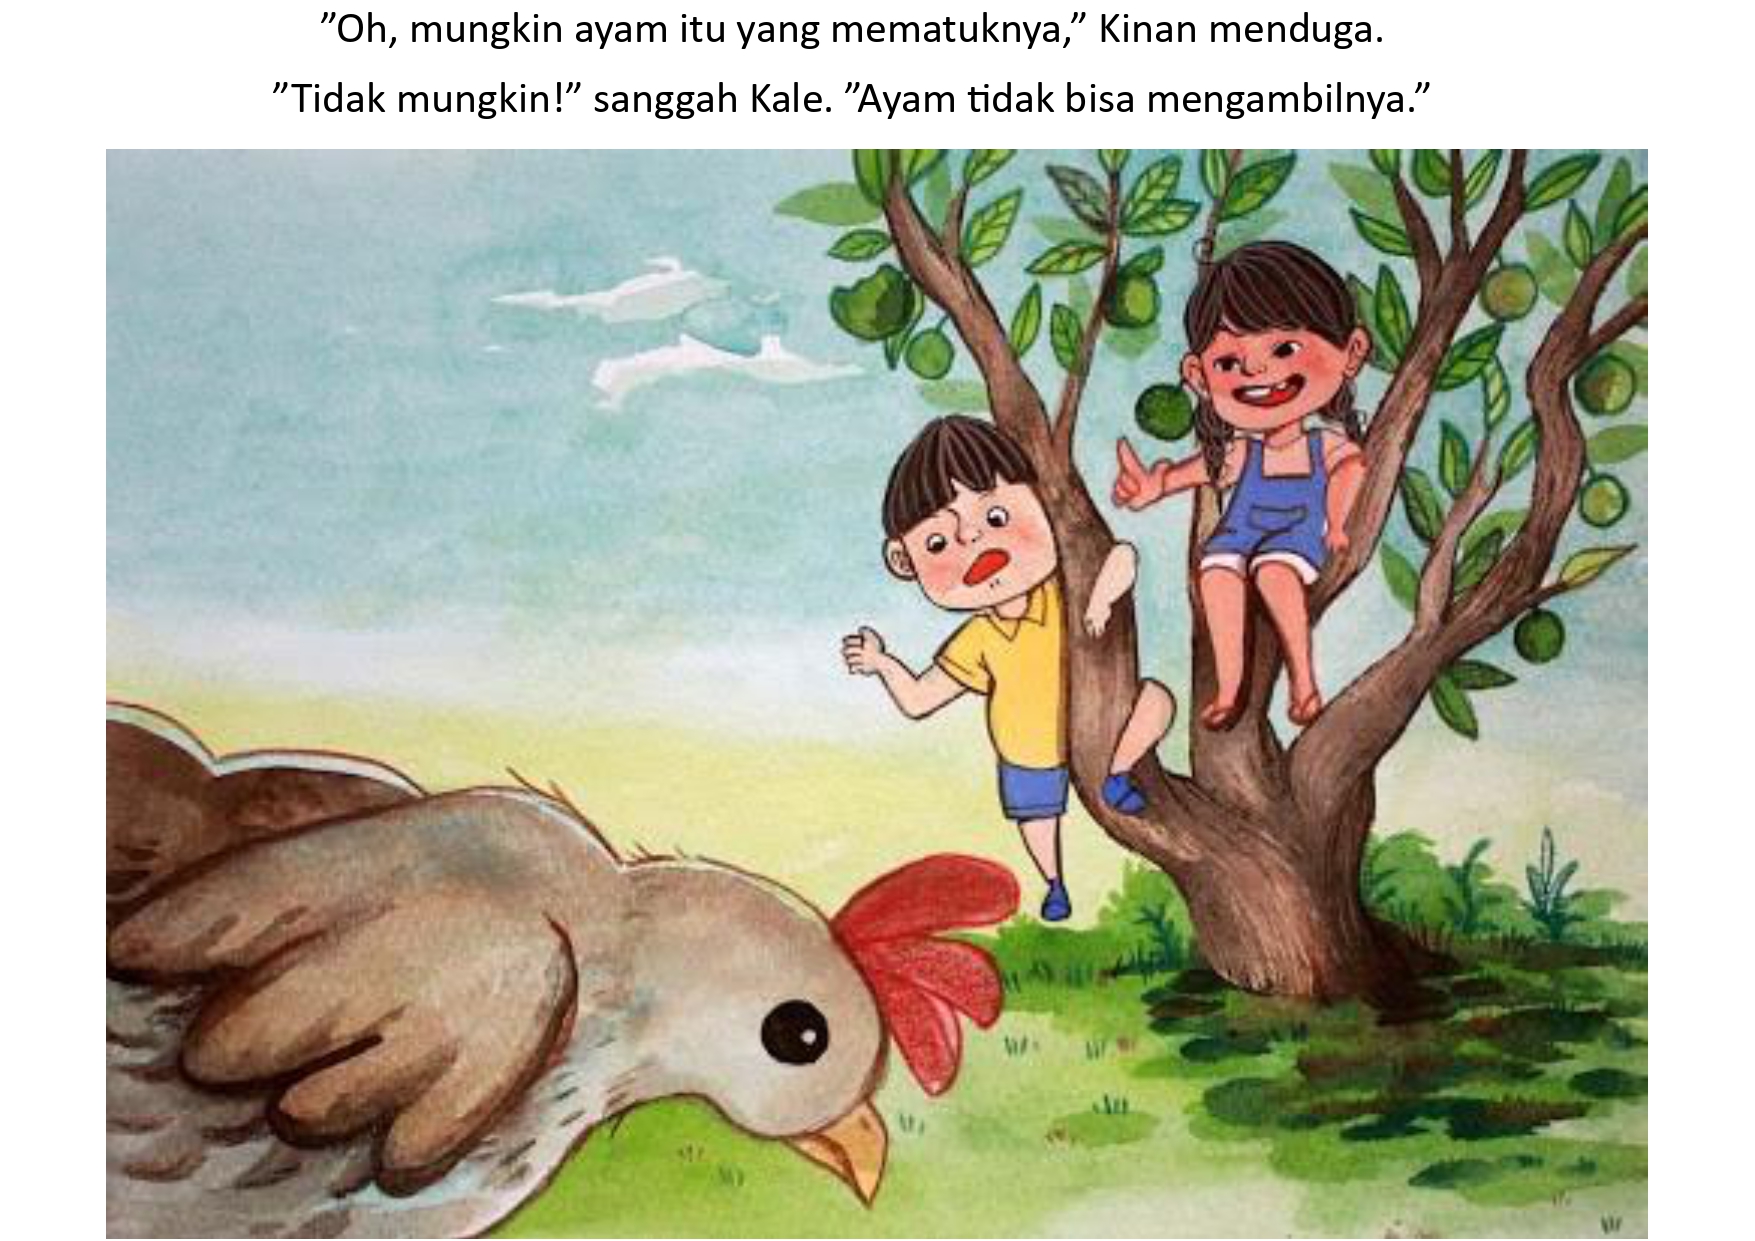 ”Oh, mungkin ayam itu yang mematuknya,” Kinan menduga.
”Tidak mungkin!” sanggah Kale. ”Ayam tidak bisa mengambilnya.”